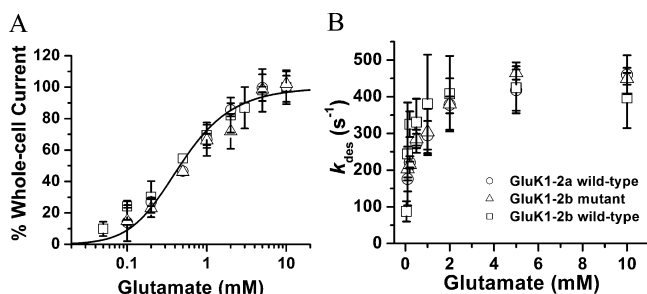 A
% Whole-cell Current
120
100
80
60
40
20
0
0.1
1
10
Glutamate (mM)
B
k des (s-1)
500
400
300
200
100
0
0
2
4
6
8
10
Glutamate (mM)
GluK1-2a wild-type
GluK1-2b mutant
GluK1-2b wild-type